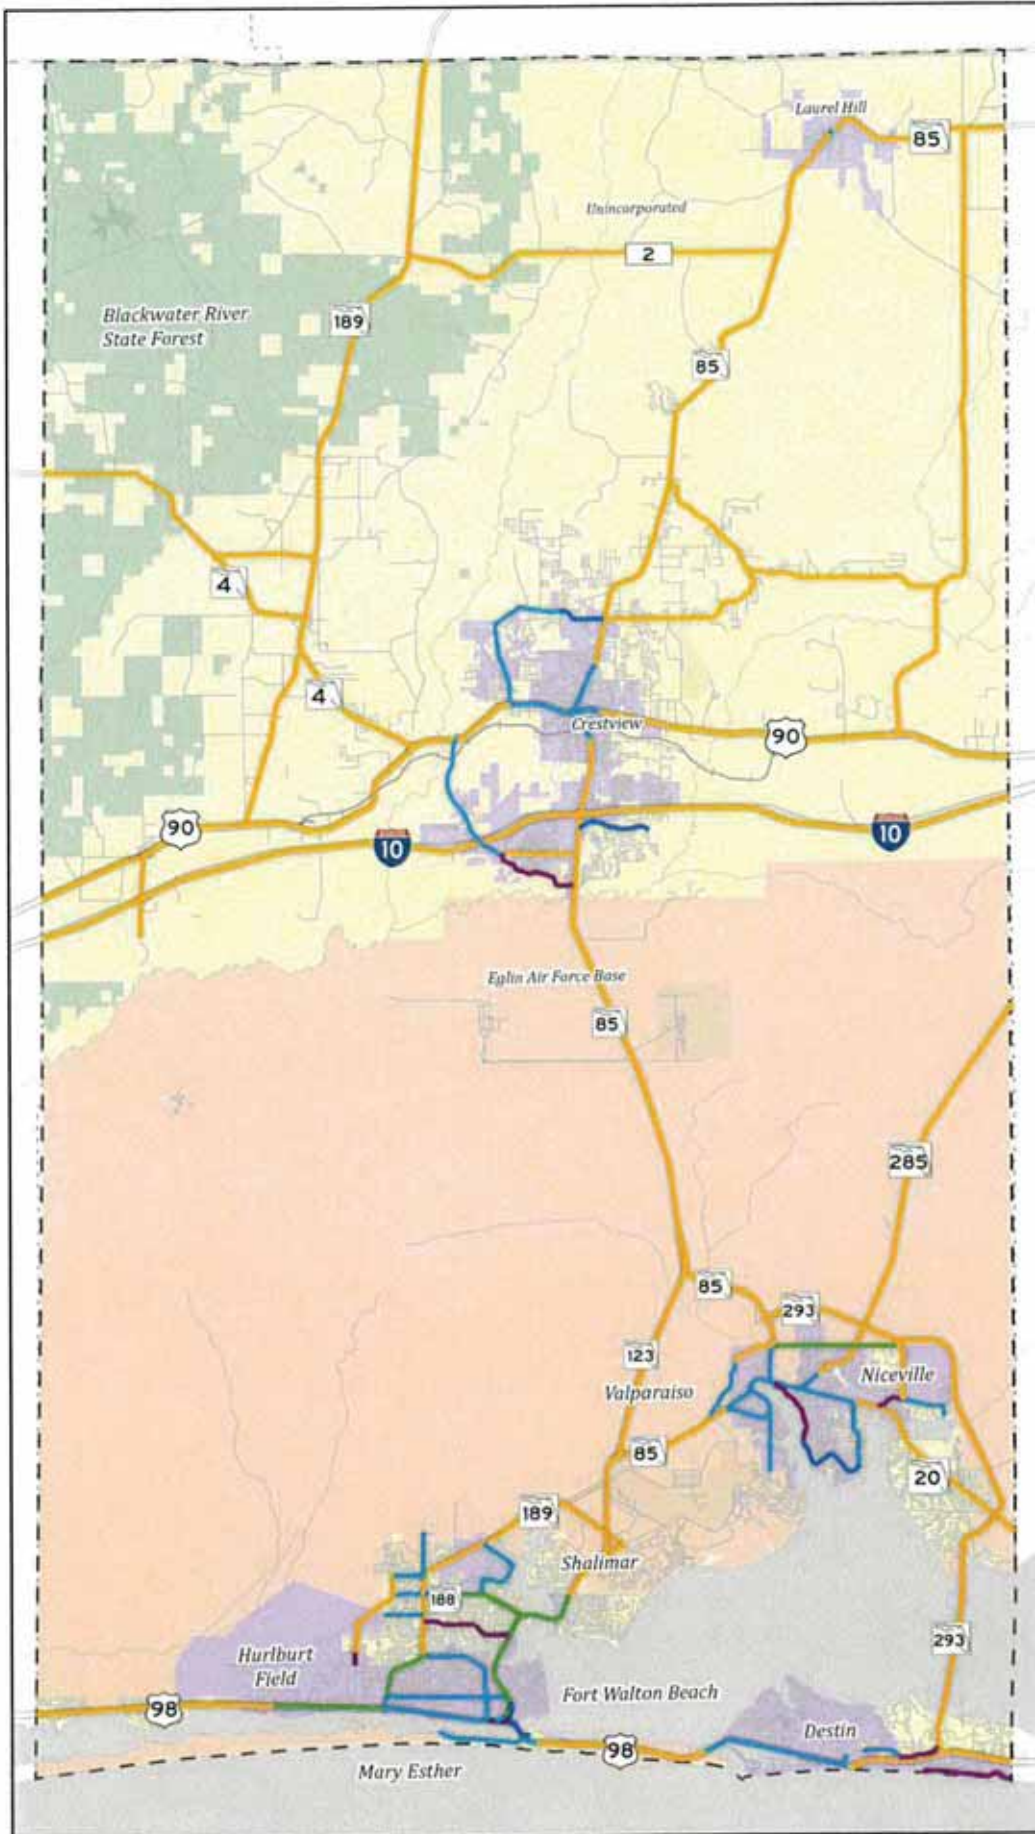 Laurel Hill
85
Unincorporated
2
Blackwater River
State Forest
189
85
4
4
Crestview
90
90
10
10
Eglin Air Force Base
85
285
85
293
123
Niceville
Valparaiso
85
20
189
Shalimar
188
293
Hurlburt
Field
Fort Walton Beach
98
Destin
98
Mary Esther